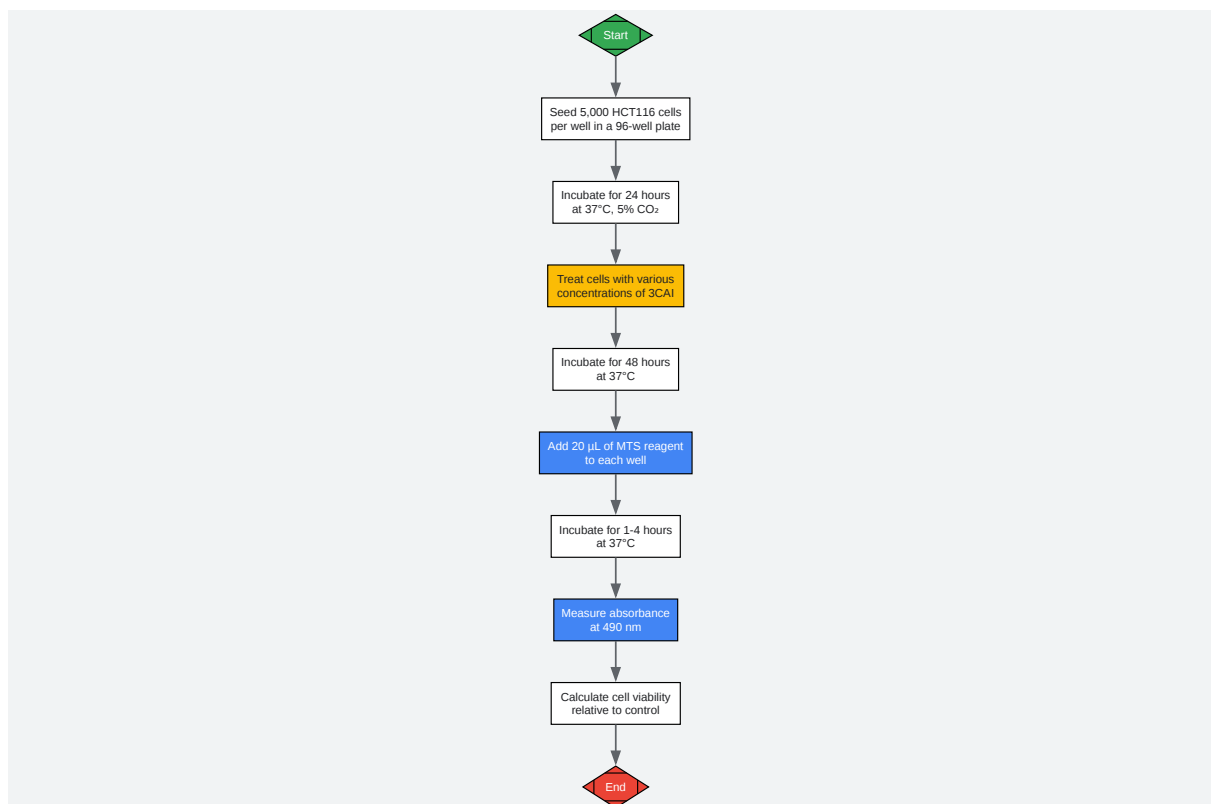 Start
Seed 5,000 HCT116 cells
per well in a 96-well plate
Incubate for 24 hours
at 37°C, 5% CO₂
Treat cells with various
concentrations of 3CAI
Incubate for 48 hours
at 37°C
Add 20 µL of MTS reagent
to each well
Incubate for 1-4 hours
at 37°C
Measure absorbance
at 490 nm
Calculate cell viability
relative to control
End